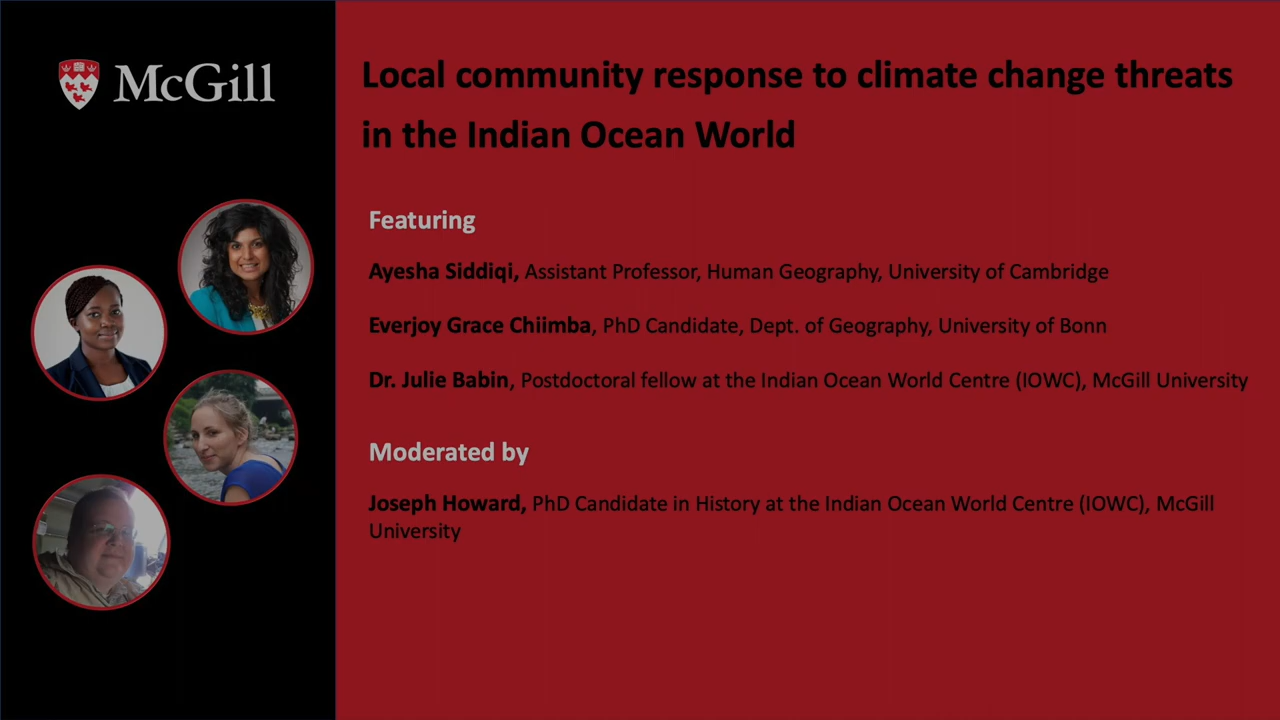 McGill
Local community response to climate change threats
in the Indian Ocean World
Featuring
Ayesha Siddiqi, Assistant Professor, Human Geography, University of Cambridge
Everjoy Grace Chiimba, PhD Candidate, Dept. of Geography, University of Bonn
Dr. Julie Babin, Postdoctoral fellow at the Indian Ocean World Centre (IOWC), McGill University
Moderated by
Joseph Howard, PhD Candidate in History at the Indian Ocean World Centre (IOWC), McGill
University